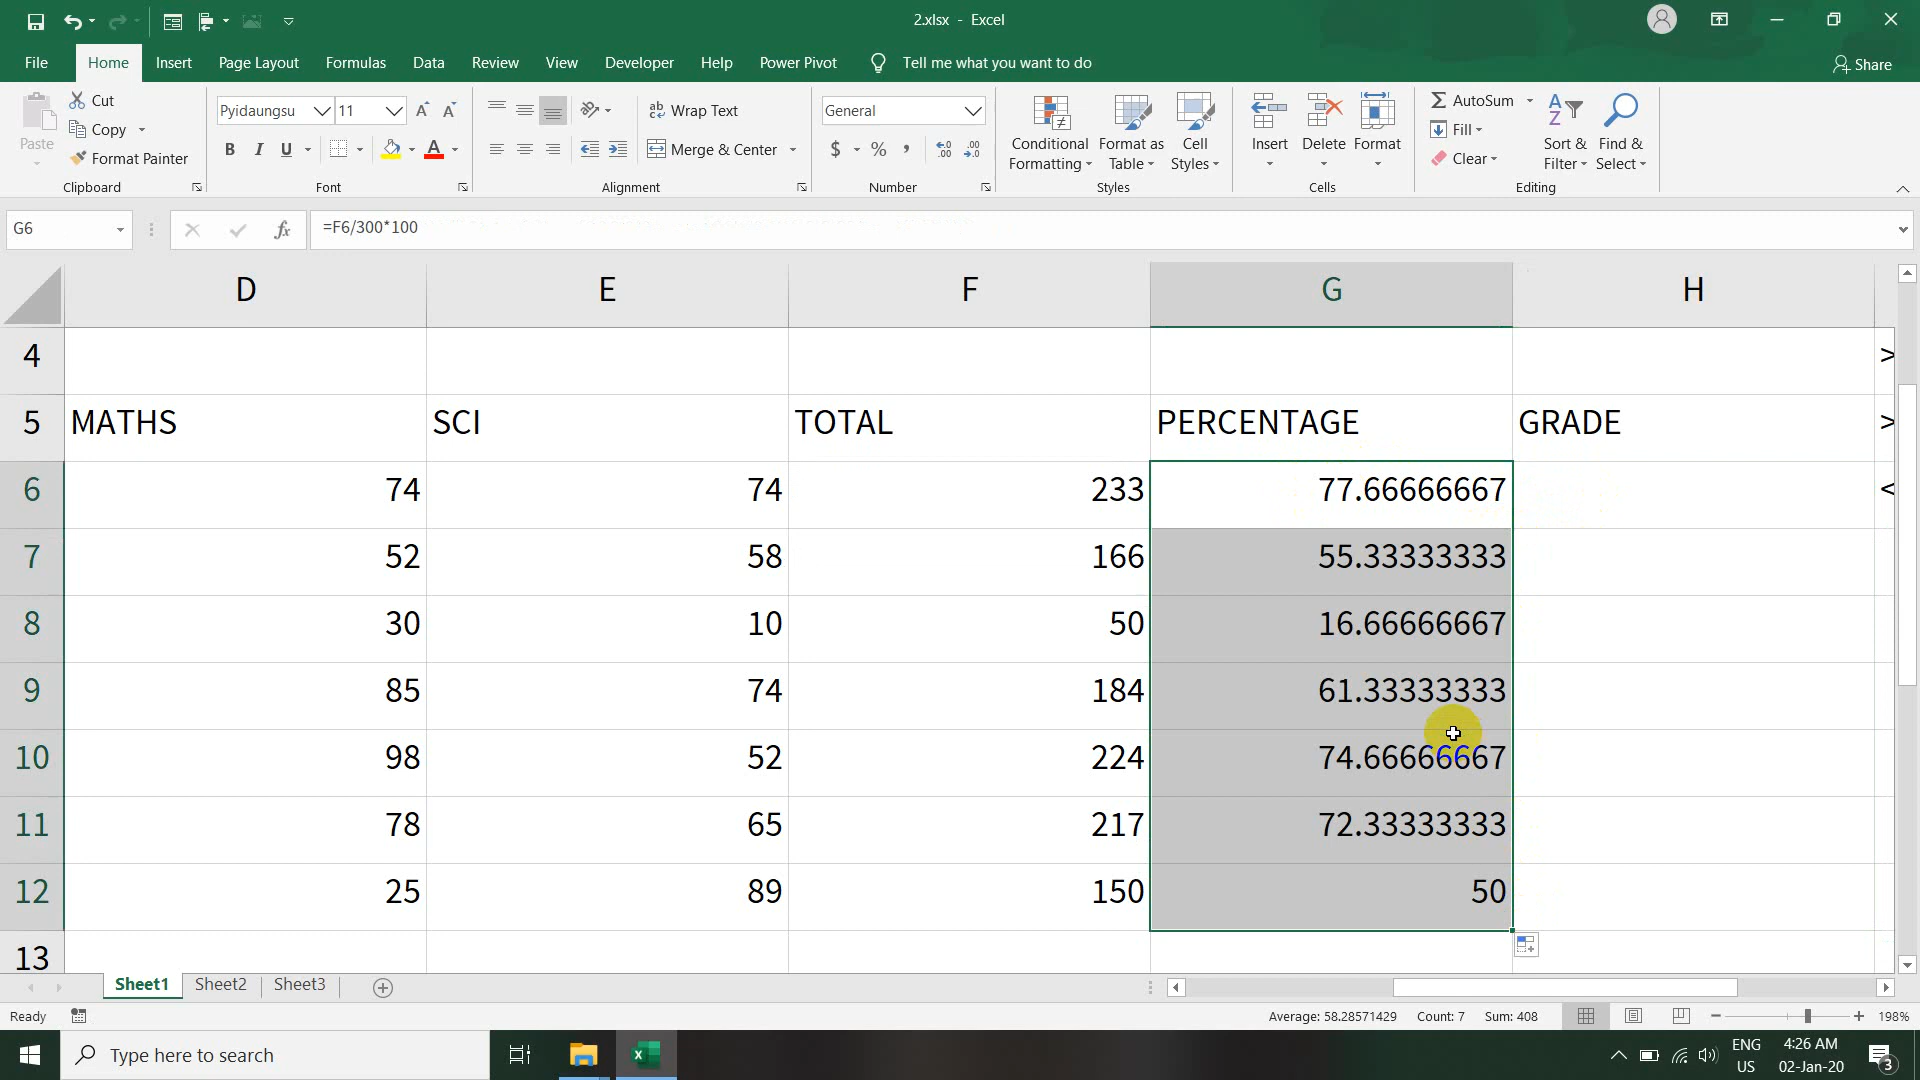 2.xlsx - Excel
File Home Insert Page Layout Formulas Data Review View Developer Help Power Pivot Tell me what you want to do Share
Paste
Cut
Copy
Format Painter
Clipboard
Pyidaungsu 11
B I U
Font
Wrap Text
Merge & Center
Alignment
General
$ % ,
Number
Conditional Formatting
Format as Table
Cell Styles
Styles
Insert Delete Format
Cells
AutoSum
Fill
Clear
Sort & Filter
Find & Select
Editing
G6 fx =F6/300*100
D E F G H
4 >
5 MATHS SCI TOTAL PERCENTAGE GRADE >
6 74 74 233 77.66666667 <
7 52 58 166 55.33333333
8 30 10 50 16.66666667
9 85 74 184 61.33333333
10 98 52 224 74.66666667
11 78 65 217 72.33333333
12 25 89 150 50
13
Sheet1 Sheet2 Sheet3
Ready Average: 58.28571429 Count: 7 Sum: 408 198%
Type here to search
ENG
US
4:26 AM
02-Jan-20
3